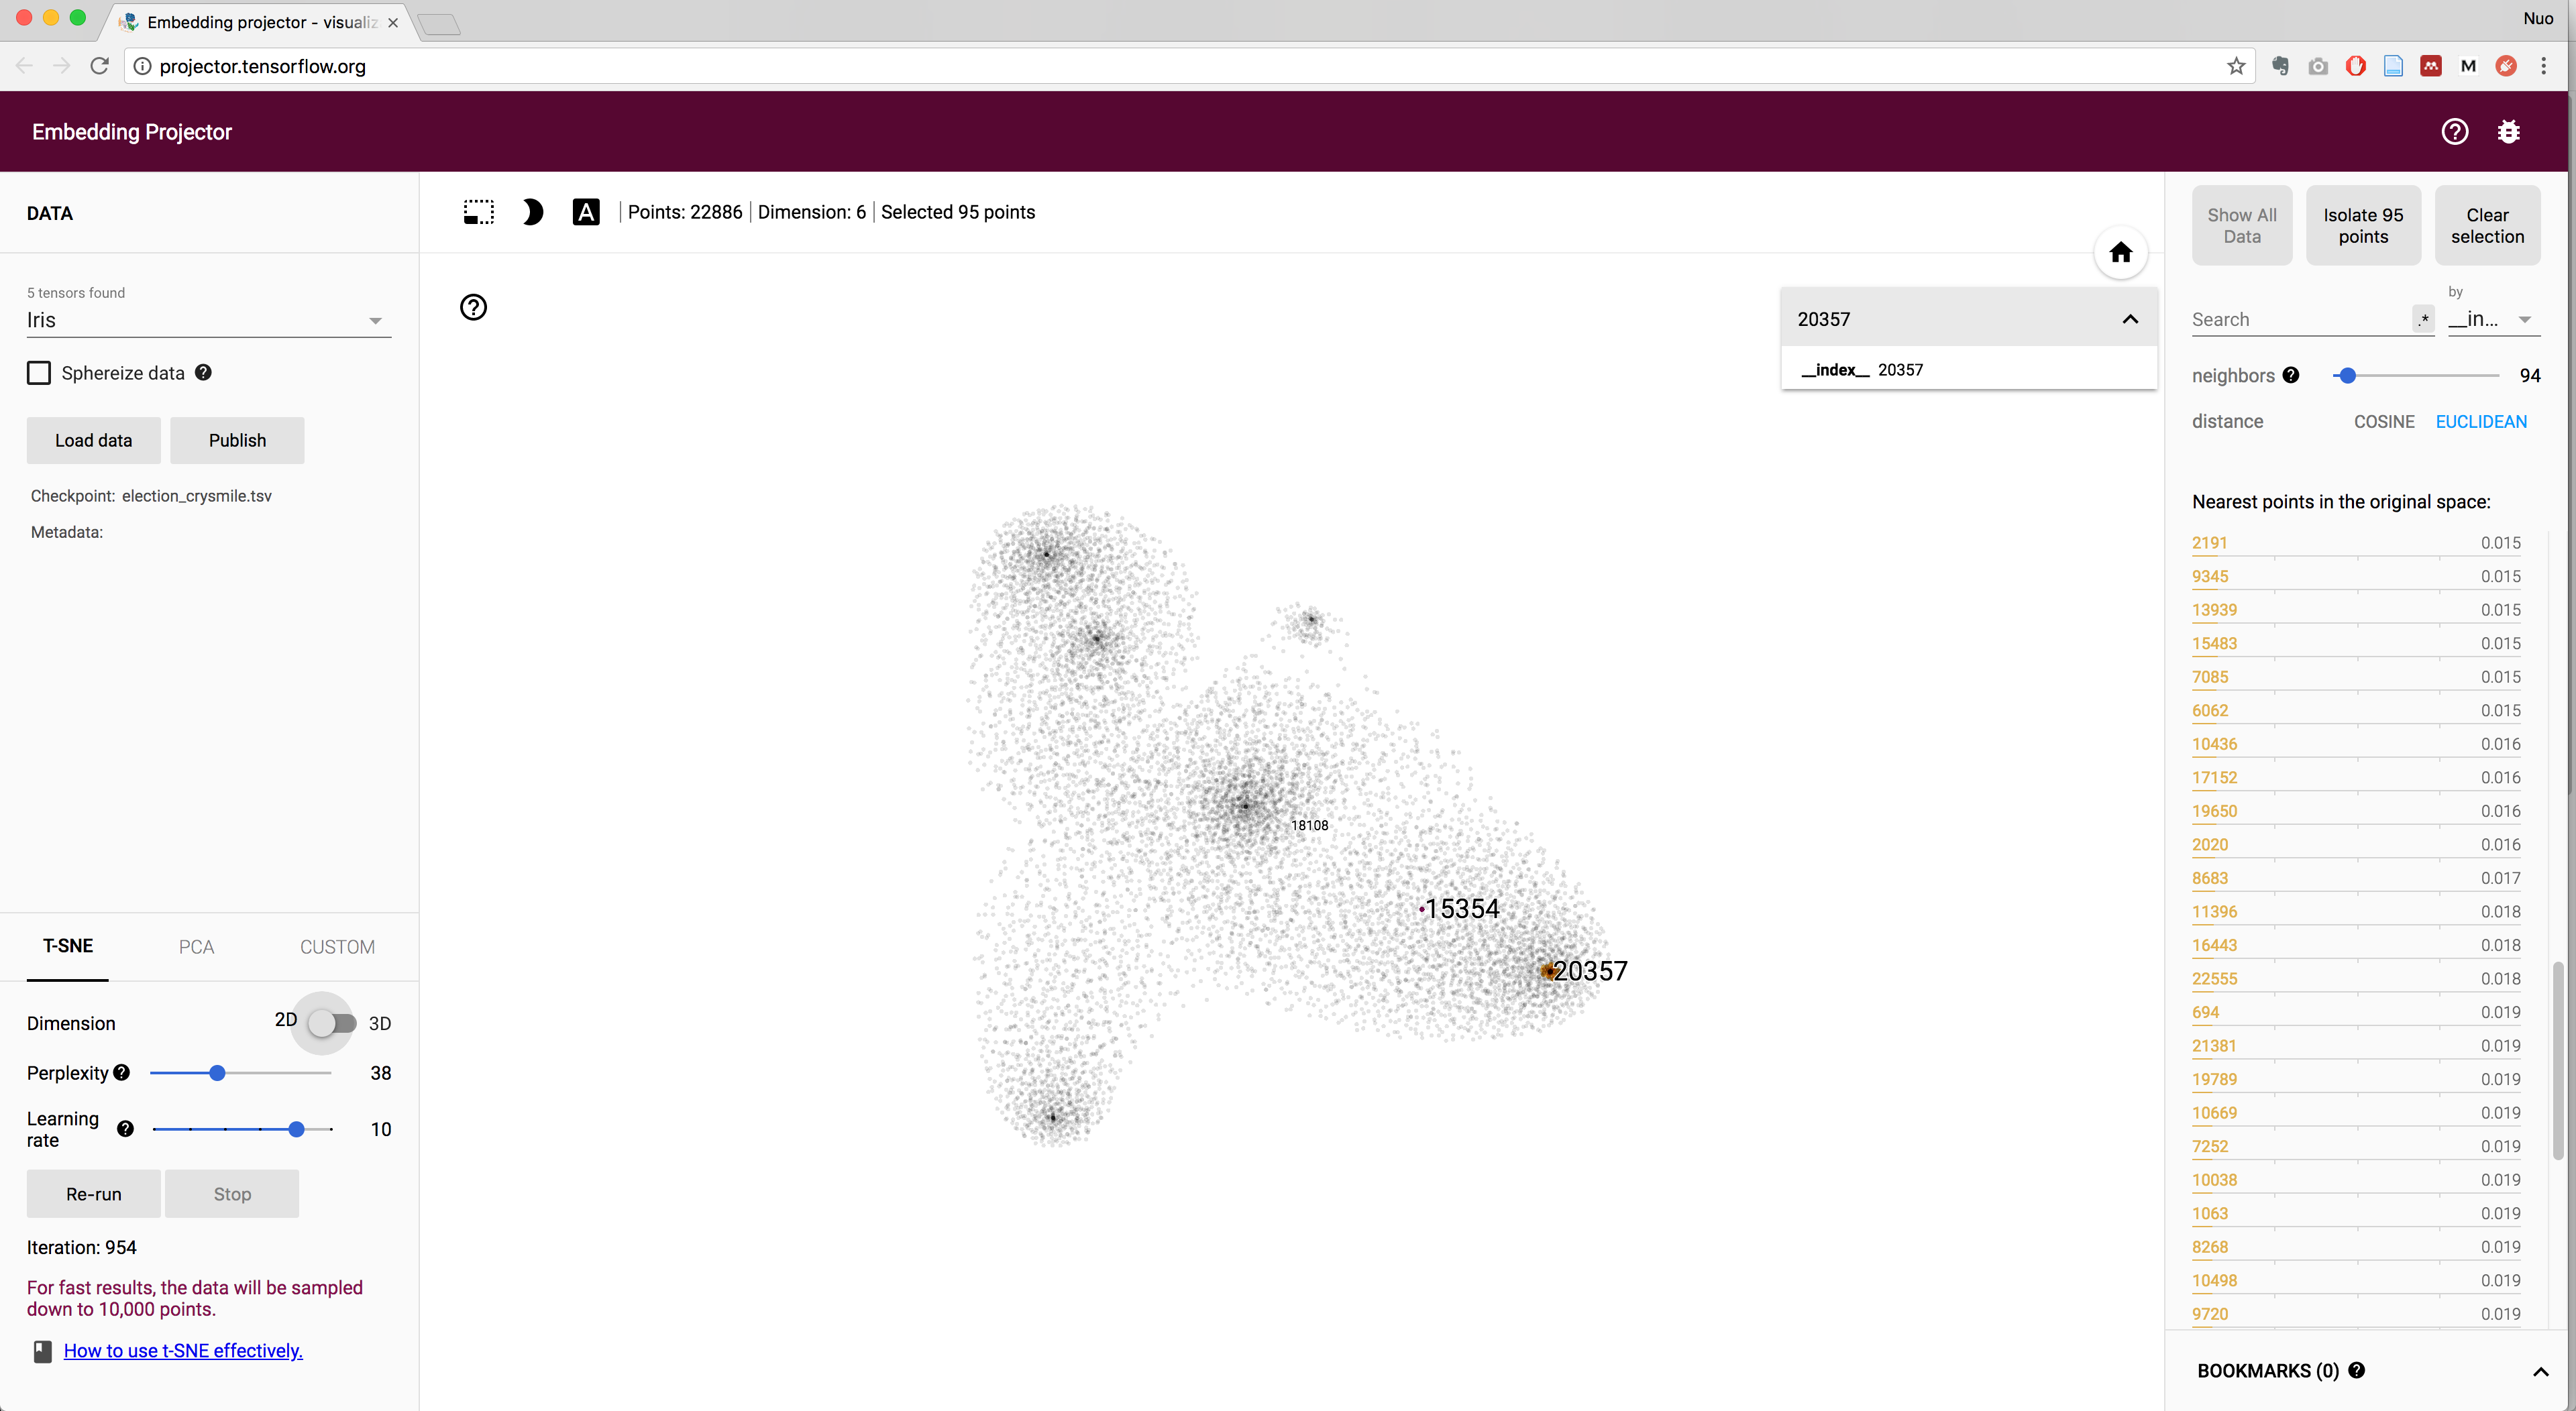 Embedding projector - visualiz
Nuo
projector.tensorflow.org
M
Embedding Projector
DATA
5 tensors found
Iris
Sphereize data
Load data
Publish
Checkpoint: election_crysmile.tsv
Metadata:
T-SNE
PCA
CUSTOM
Dimension
2D
3D
Perplexity
38
Learning
rate
10
Re-run
Stop
Iteration: 954
For fast results, the data will be sampled
down to 10,000 points.
How to use t-SNE effectively.
A
Points: 22886 | Dimension: 6 | Selected 95 points
20357
__index__ 20357
18108
15354
20357
Show All
Data
Isolate 95
points
Clear
selection
Search
.*
by
__in...
neighbors
94
distance
COSINE
EUCLIDEAN
Nearest points in the original space:
2191 0.015
9345 0.015
13939 0.015
15483 0.015
7085 0.015
6062 0.015
10436 0.016
17152 0.016
19650 0.016
2020 0.016
8683 0.017
11396 0.018
16443 0.018
22555 0.018
694 0.019
21381 0.019
19789 0.019
10669 0.019
7252 0.019
10038 0.019
1063 0.019
8268 0.019
10498 0.019
9720 0.019
BOOKMARKS (0)